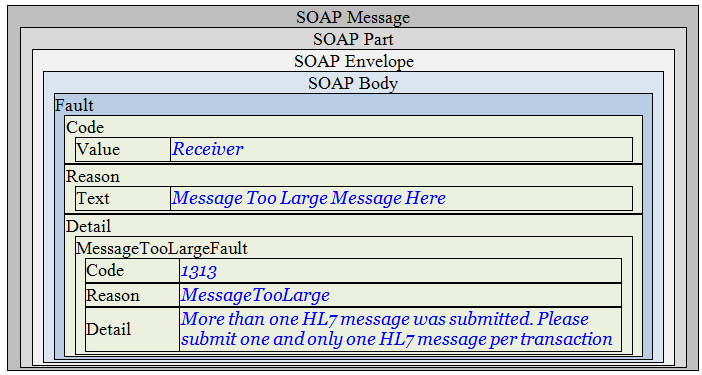 SOAP Message
SOAP Part
SOAP Envelope
SOAP Body
Fault
Code
Value Receiver
Reason
Text Message Too Large Message Here
Detail
MessageTooLargeFault
Code 1313
Reason MessageTooLarge
Detail More than one HL7 message was submitted. Please
submit one and only one HL7 message per transaction